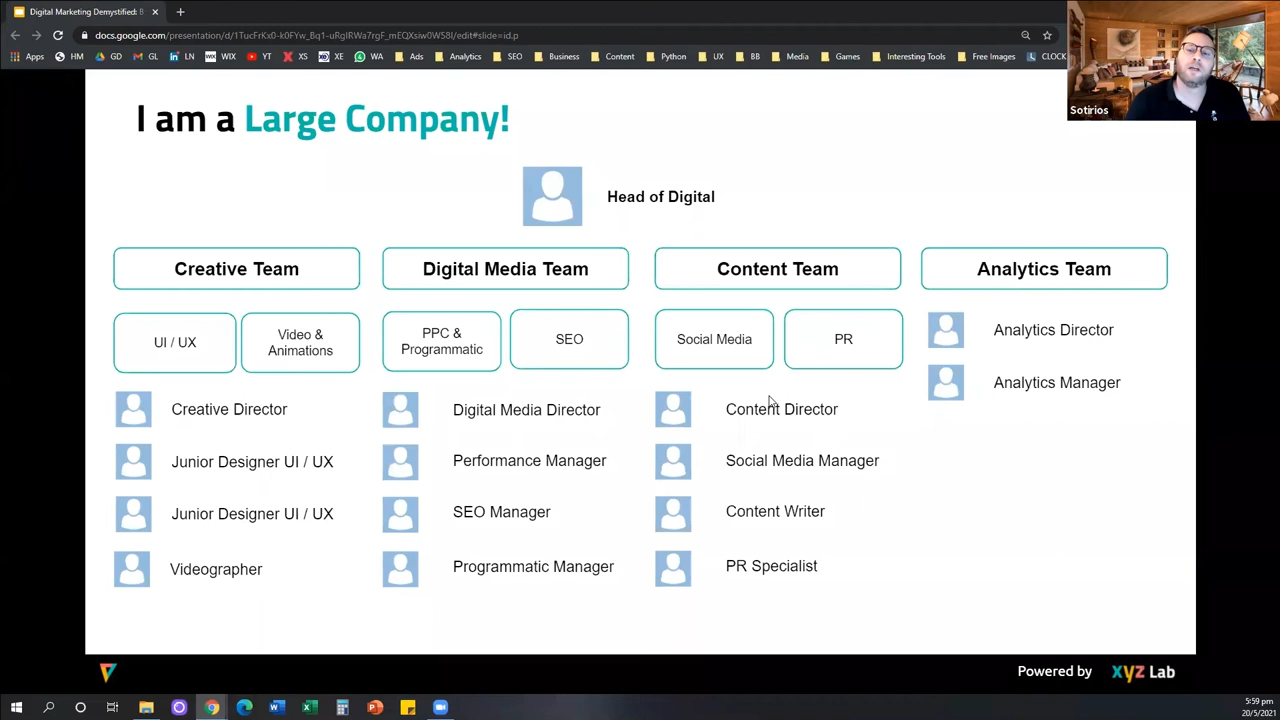 Digital Marketing Demystified: B
docs.google.com/presentation/d/1TucFrKx0-k0FYw_Bq1-uRgIRWa7rgF_mEQXsiw0W58I/edit#slide=id.p
Apps HM GD GL LN WIX YT XS XE WA Ads Analytics SEO Business Content Python UX BB Media Games Interesting Tools Free Images CLOCK
Sotirios
I am a Large Company!
Head of Digital
Creative Team
Digital Media Team
Content Team
Analytics Team
UI / UX
Video &
Animations
PPC &
Programmatic
SEO
Social Media
PR
Creative Director
Junior Designer UI / UX
Junior Designer UI / UX
Videographer
Digital Media Director
Performance Manager
SEO Manager
Programmatic Manager
Content Director
Social Media Manager
Content Writer
PR Specialist
Analytics Director
Analytics Manager
Powered by XYZ Lab
5:59 pm
20/5/2021